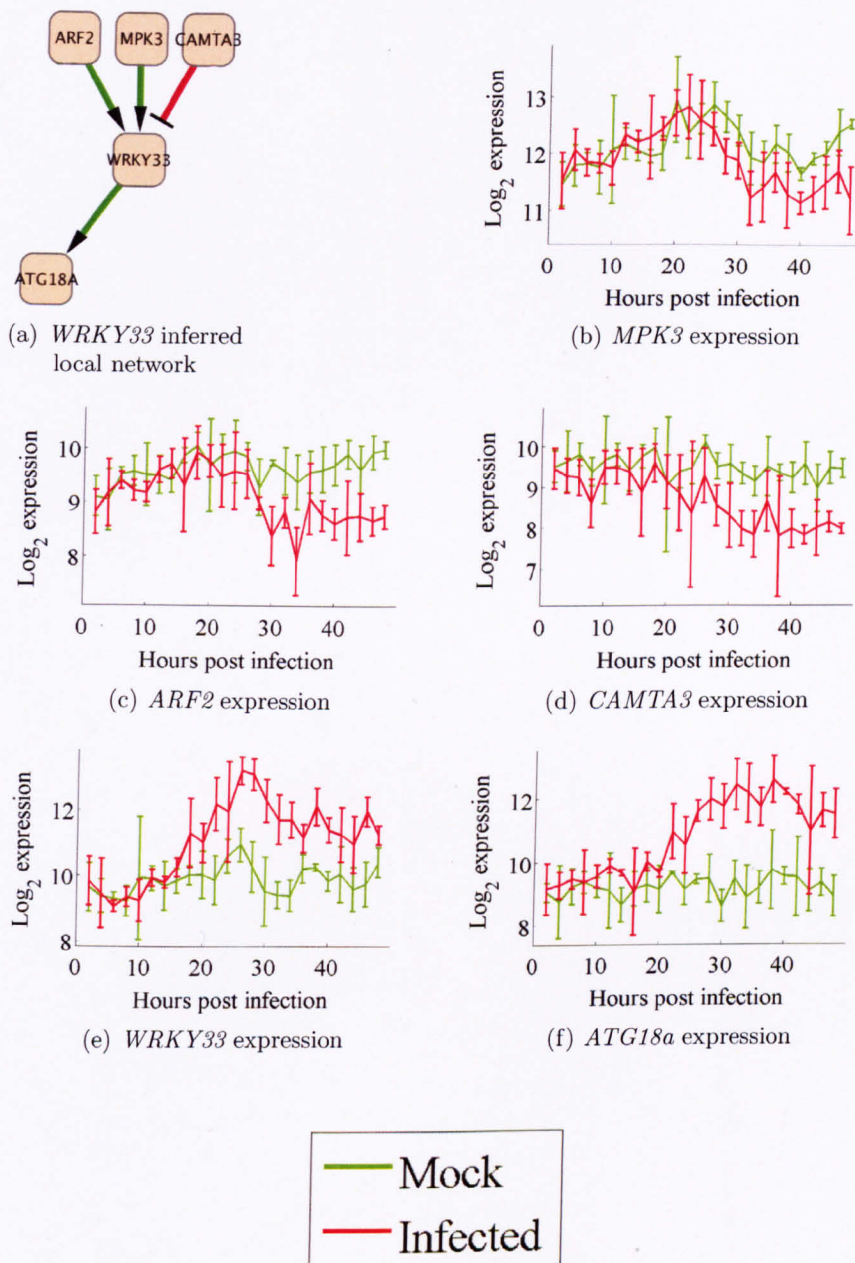 ARF2 MPK3 CAMTA3
WRKY33
ATG18A
(a) WRKY33 inferred
local network
13
12
11
Log2 expression
0 10 20 30 40
Hours post infection
(b) MPK3 expression
10
9
8
Log2 expression
0 10 20 30 40
Hours post infection
(c) ARF2 expression
10
9
8
7
Log2 expression
0 10 20 30 40
Hours post infection
(d) CAMTA3 expression
12
10
8
Log2 expression
0 10 20 30 40
Hours post infection
(e) WRKY33 expression
12
10
8
Log2 expression
0 10 20 30 40
Hours post infection
(f) ATG18a expression
Mock
Infected